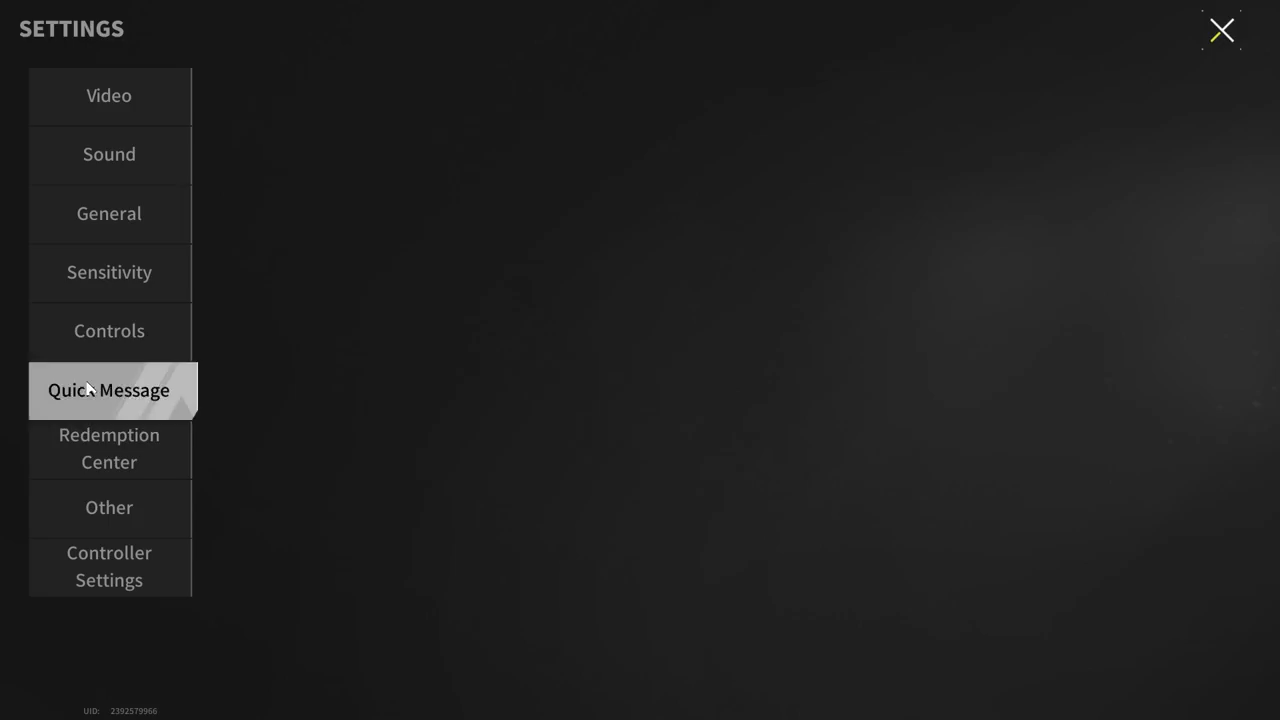 SETTINGS
Video
Sound
General
Sensitivity
Controls
Quick Message
Redemption
Center
Other
Controller
Settings
UID: 2392579966